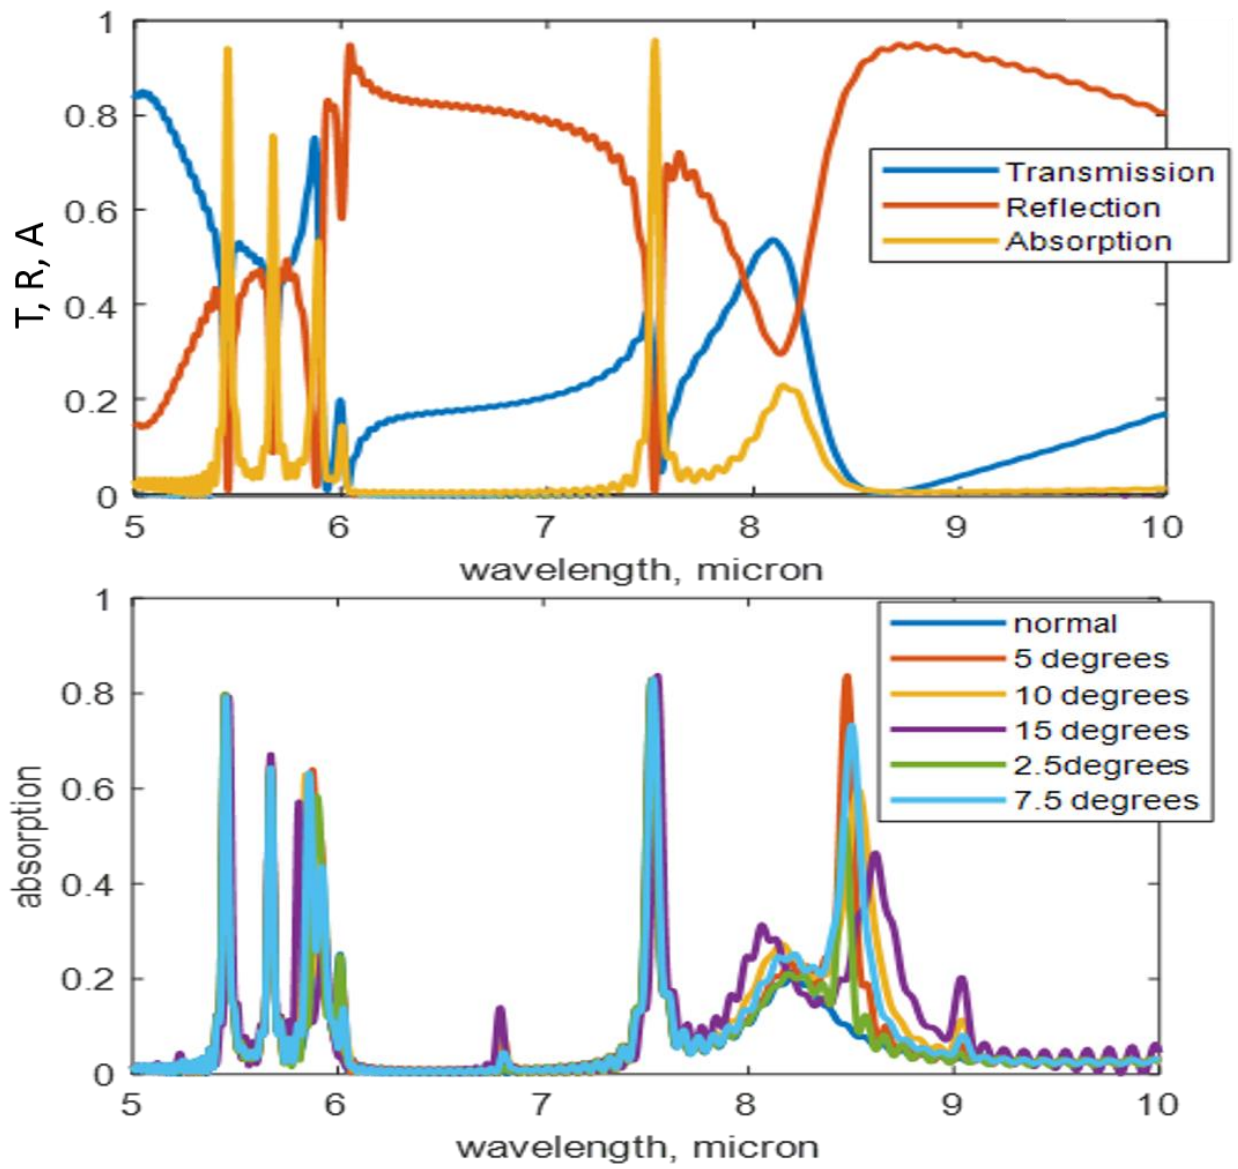 1
0.8
0.6
0.4
0.2
0
T, R, A
Transmission
Reflection
Absorption
5 6 7 8 9 10
wavelength, micron
1
0.8
0.6
0.4
0.2
0
absorption
normal
5 degrees
10 degrees
15 degrees
2.5degrees
7.5 degrees
5 6 7 8 9 10
wavelength, micron